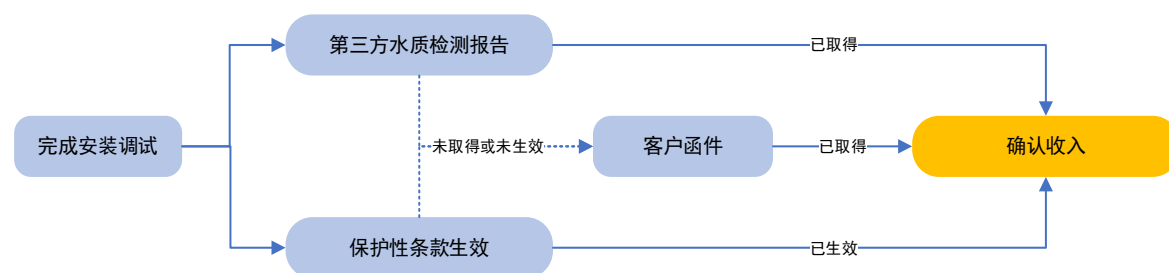 第三方水质检测报告
已取得
完成安装调试
未取得或未生效
客户函件
已取得
确认收入
保护性条款生效
已生效